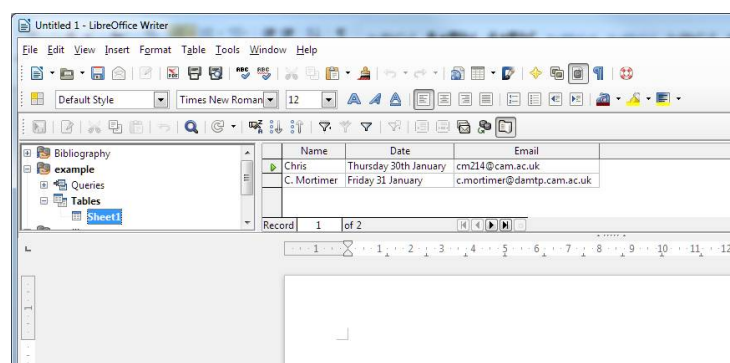 Untitled 1 - LibreOffice Writer
File Edit View Insert Format Table Tools Window Help
Default Style Times New Roman 12
Bibliography
example
Queries
Tables
Sheet1
Name Date Email
Chris Thursday 30th January cm214@cam.ac.uk
C. Mortimer Friday 31 January c.mortimer@damtp.cam.ac.uk
Record 1 of 2
1 1 2 3 4 5 6 7 8 9 10 11 12